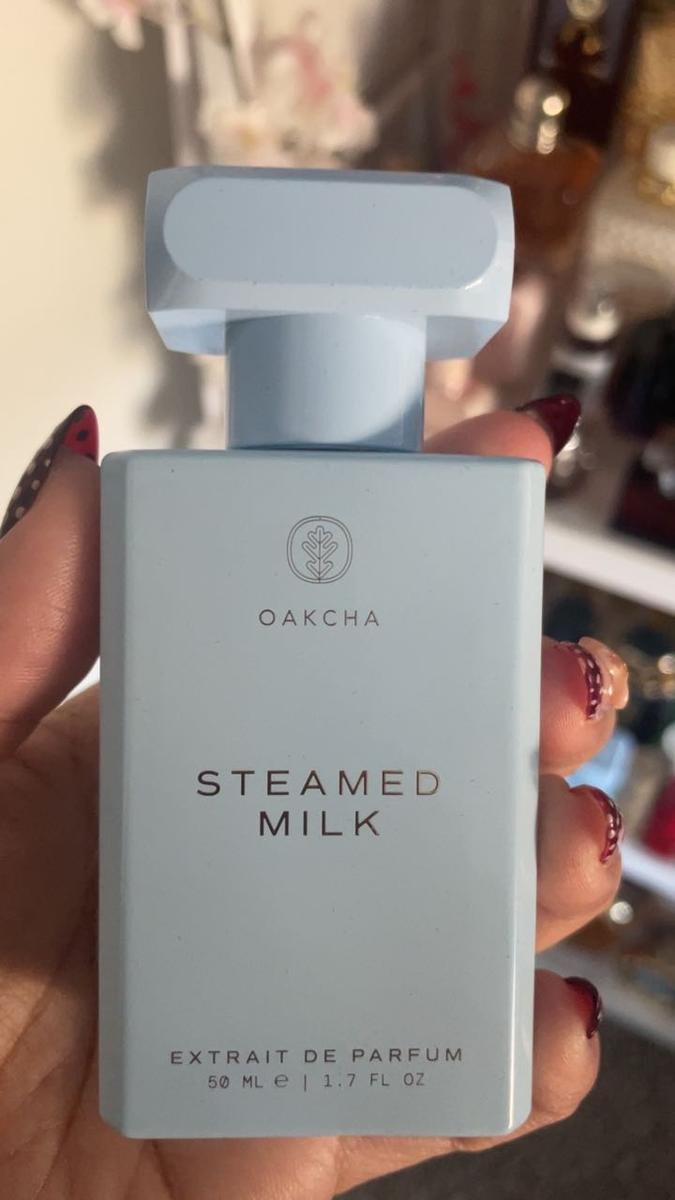 OAKCHA
STEAMED
MILK
EXTRAIT DE PARFUM
50 ML ℮ | 1.7 FL OZ